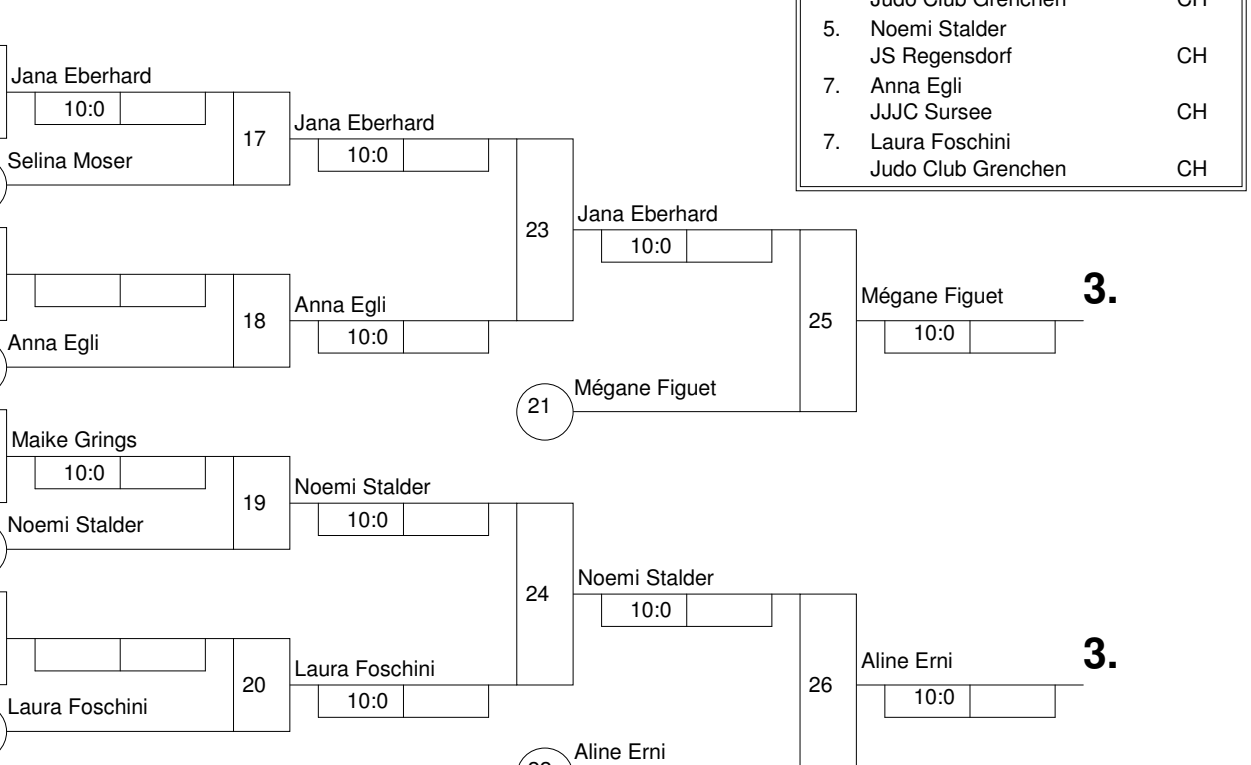 Judo Club Grenchen CH
5. Noemi Stalder
JS Regensdorf CH
7. Anna Egli
JJJC Sursee CH
7. Laura Foschini
Judo Club Grenchen CH
Jana Eberhard
10:0
17
Selina Moser
Jana Eberhard
10:0
23
Jana Eberhard
10:0
18
Anna Egli
Anna Egli
10:0
21
Mégane Figuet
25
Mégane Figuet
3.
10:0
Maike Grings
10:0
19
Noemi Stalder
Noemi Stalder
10:0
24
Noemi Stalder
10:0
20
Laura Foschini
Laura Foschini
10:0
Aline Erni
26
Aline Erni
3.
10:0